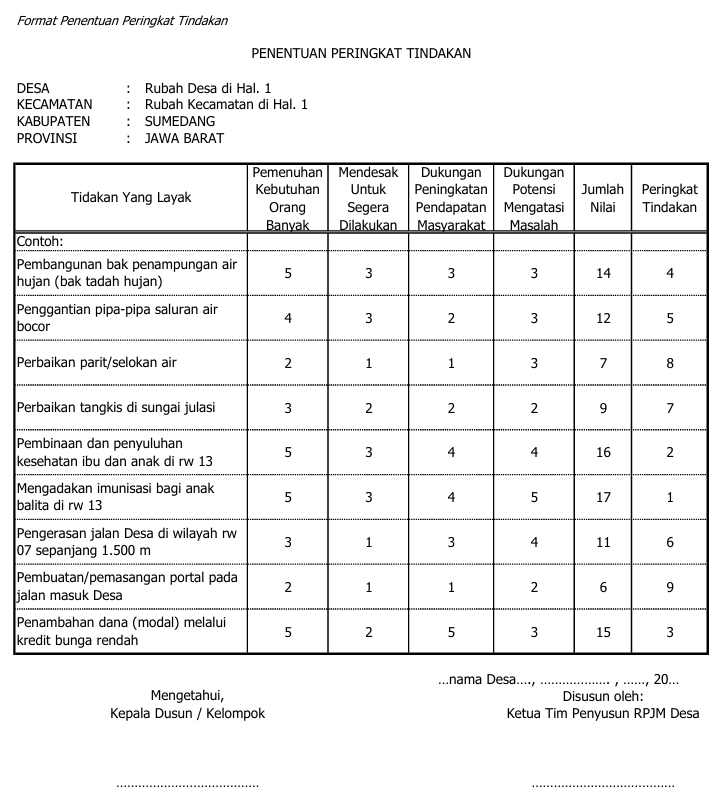 Format Penentuan Peringkat Tindakan
PENENTUAN PERINGKAT TINDAKAN
DESA : Rubah Desa di Hal. 1
KECAMATAN : Rubah Kecamatan di Hal. 1
KABUPATEN : SUMEDANG
PROVINSI : JAWA BARAT
Tidakan Yang Layak
Pemenuhan
Kebutuhan
Orang
Banyak
Mendesak
Untuk
Segera
Dilakukan
Dukungan
Peningkatan
Pendapatan
Masyarakat
Dukungan
Potensi
Mengatasi
Masalah
Jumlah
Nilai
Peringkat
Tindakan
Contoh:
Pembangunan bak penampungan air
hujan (bak tadah hujan)
5 3 3 3 14 4
Penggantian pipa-pipa saluran air
bocor
4 3 2 3 12 5
Perbaikan parit/selokan air 2 1 1 3 7 8
Perbaikan tangkis di sungai julasi 3 2 2 2 9 7
Pembinaan dan penyuluhan
kesehatan ibu dan anak di rw 13
5 3 4 4 16 2
Mengadakan imunisasi bagi anak
balita di rw 13
5 3 4 5 17 1
Pengerasan jalan Desa di wilayah rw
07 sepanjang 1.500 m
3 1 3 4 11 6
Pembuatan/pemasangan portal pada
jalan masuk Desa
2 1 1 2 6 9
Penambahan dana (modal) melalui
kredit bunga rendah
5 2 5 3 15 3
…nama Desa…., ………………. , ……, 20…
Mengetahui,
Kepala Dusun / Kelompok
Disusun oleh:
Ketua Tim Penyusun RPJM Desa
………………………………… …………………………………